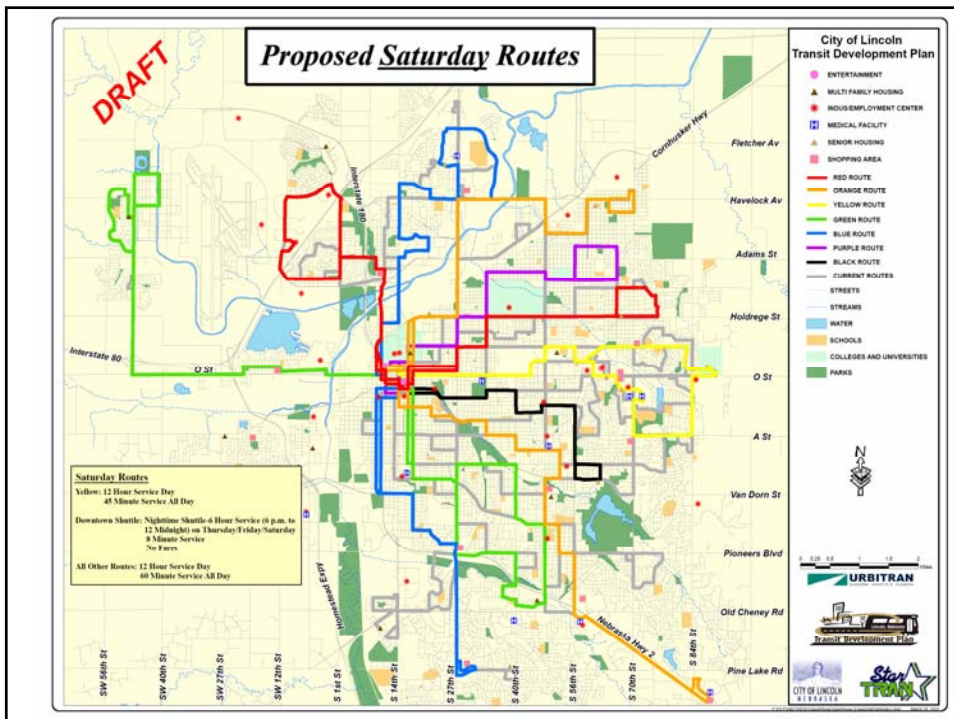 DRAFT
Proposed Saturday Routes
City of Lincoln
Transit Development Plan
ENTERTAINMENT
MULTI FAMILY HOUSING
INDUS/EMPLOYMENT CENTER
MEDICAL FACILITY
SENIOR HOUSING
SHOPPING AREA
RED ROUTE
ORANGE ROUTE
YELLOW ROUTE
GREEN ROUTE
BLUE ROUTE
PURPLE ROUTE
BLACK ROUTE
CURRENT ROUTES
STREETS
STREAMS
WATER
SCHOOLS
COLLEGES AND UNIVERSITIES
PARKS
Cornhusker Hwy
Fletcher Av
Interstate 180
Havelock Av
Adams St
Holdrege St
Interstate 80
O St
O St
A St
Van Dorn St
Pioneers Blvd
Old Cheney Rd
Nebraska Hwy 2
Pine Lake Rd
Homestead Expy
SW 56th St
SW 40th St
SW 27th St
SW 12th St
S 1st St
S 14th St
S 27th St
S 40th St
S 56th St
S 70th St
S 84th St
Saturday Routes
Yellow: 12 Hour Service Day
45 Minute Service All Day
Downtown Shuttle: Nighttime Shuttle-6 Hour Service (6 p.m. to
12 Midnight) on Thursday/Friday/Saturday
8 Minute Service
No Fares
All Other Routes: 12 Hour Service Day
60 Minute Service All Day
N
Miles
URBITRAN
Transit Development Plan
CITY OF LINCOLN
NEBRASKA
Star
TRAN